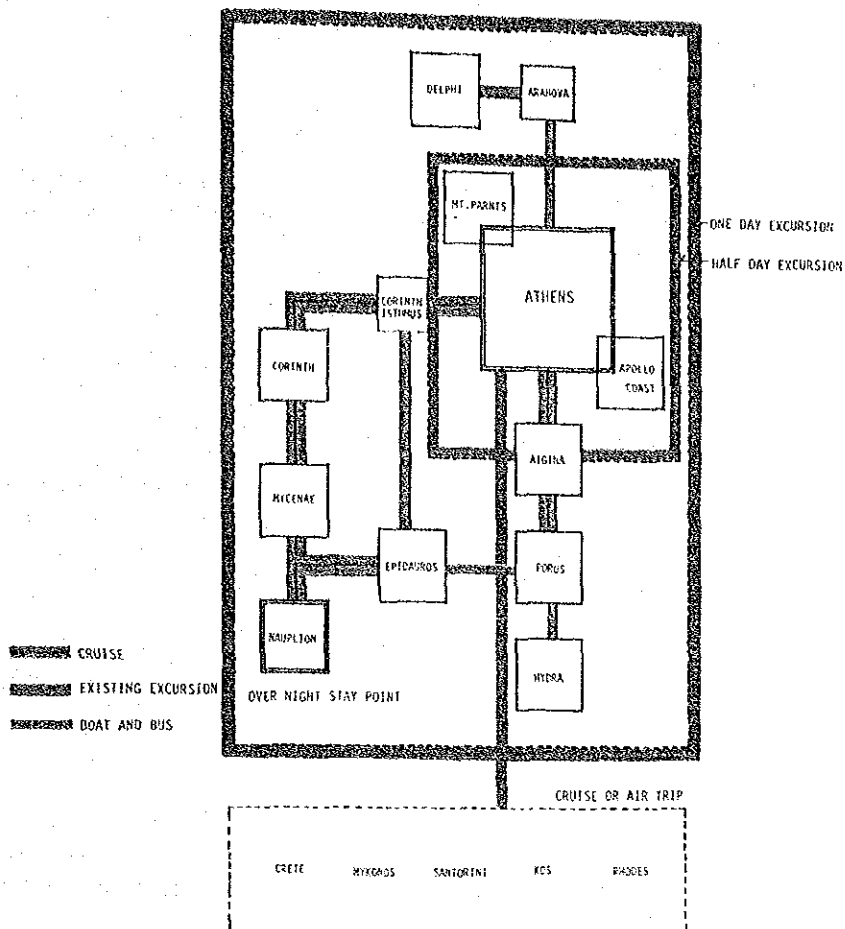 DELPHI
ARAHOVA
MT.PARNTS
ONE DAY EXCURSION
HALF DAY EXCURSION
ATHENS
CORINTH
ISTHMUS
CORINTH
APOLLO
COAST
AIGINA
MYCENAE
EPIDAUROS
PORUS
NAUPLION
HYDRA
CRUISE
EXISTING EXCURSION
BOAT AND BUS
OVER NIGHT STAY POINT
CRUISE OR AIR TRIP
CRETE
MYKONOS
SANTORINI
KOS
RHODES